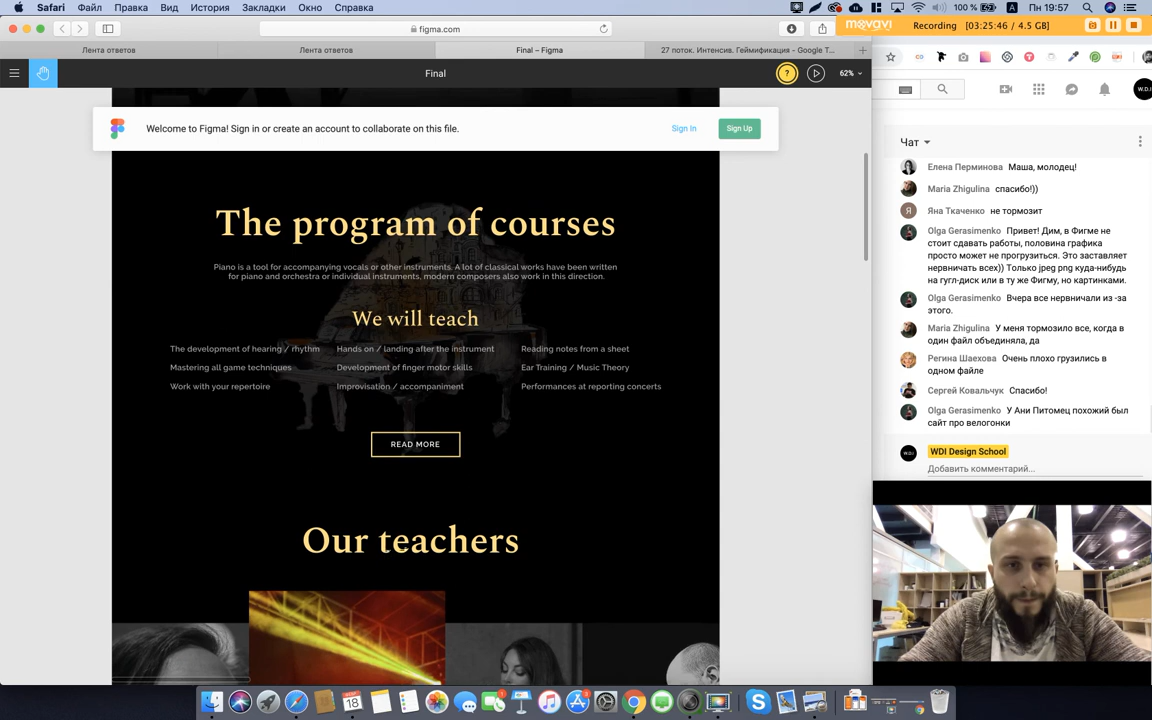 Safari Файл Правка Вид История Закладки Окно Справка
100 % A Пн 19:57
movavi Recording [03:25:46 / 4.5 GB]
figma.com
Лента ответов
Лента ответов
Final – Figma
27 поток. Интенсив. Геймификация - Google T...
Final
? 62%
Welcome to Figma! Sign in or create an account to collaborate on this file.
Sign In
Sign Up
The program of courses
Piano is a tool for accompanying vocals or other instruments. A lot of classical works have been written
for piano and orchestra or individual instruments, modern composers also work in this direction.
We will teach
The development of hearing / rhythm
Hands on / landing after the instrument
Reading notes from a sheet
Mastering all game techniques
Development of finger motor skills
Ear Training / Music Theory
Work with your repertoire
Improvisation / accompaniment
Performances at reporting concerts
READ MORE
Our teachers
Чат
Елена Перминова Маша, молодец!
Maria Zhigulina спасибо!))
Я
Яна Ткаченко не тормозит
Olga Gerasimenko Привет! Дим, в Фигме не
стоит сдавать работы, половина графика
просто может не прогрузиться. Это заставляет
нервничать всех)) Только jpeg png куда-нибудь
на гугл-диск или в ту же Фигму, но картинками.
Olga Gerasimenko Вчера все нервничали из -за
этого.
Maria Zhigulina У меня тормозило все, когда в
один файл объединяла, да
Регина Шаехова Очень плохо грузились в
одном файле
Сергей Ковальчук Спасибо!
Olga Gerasimenko У Ани Питомец похожий был
сайт про велогонки
WDI Design School
Добавить комментарий...
18